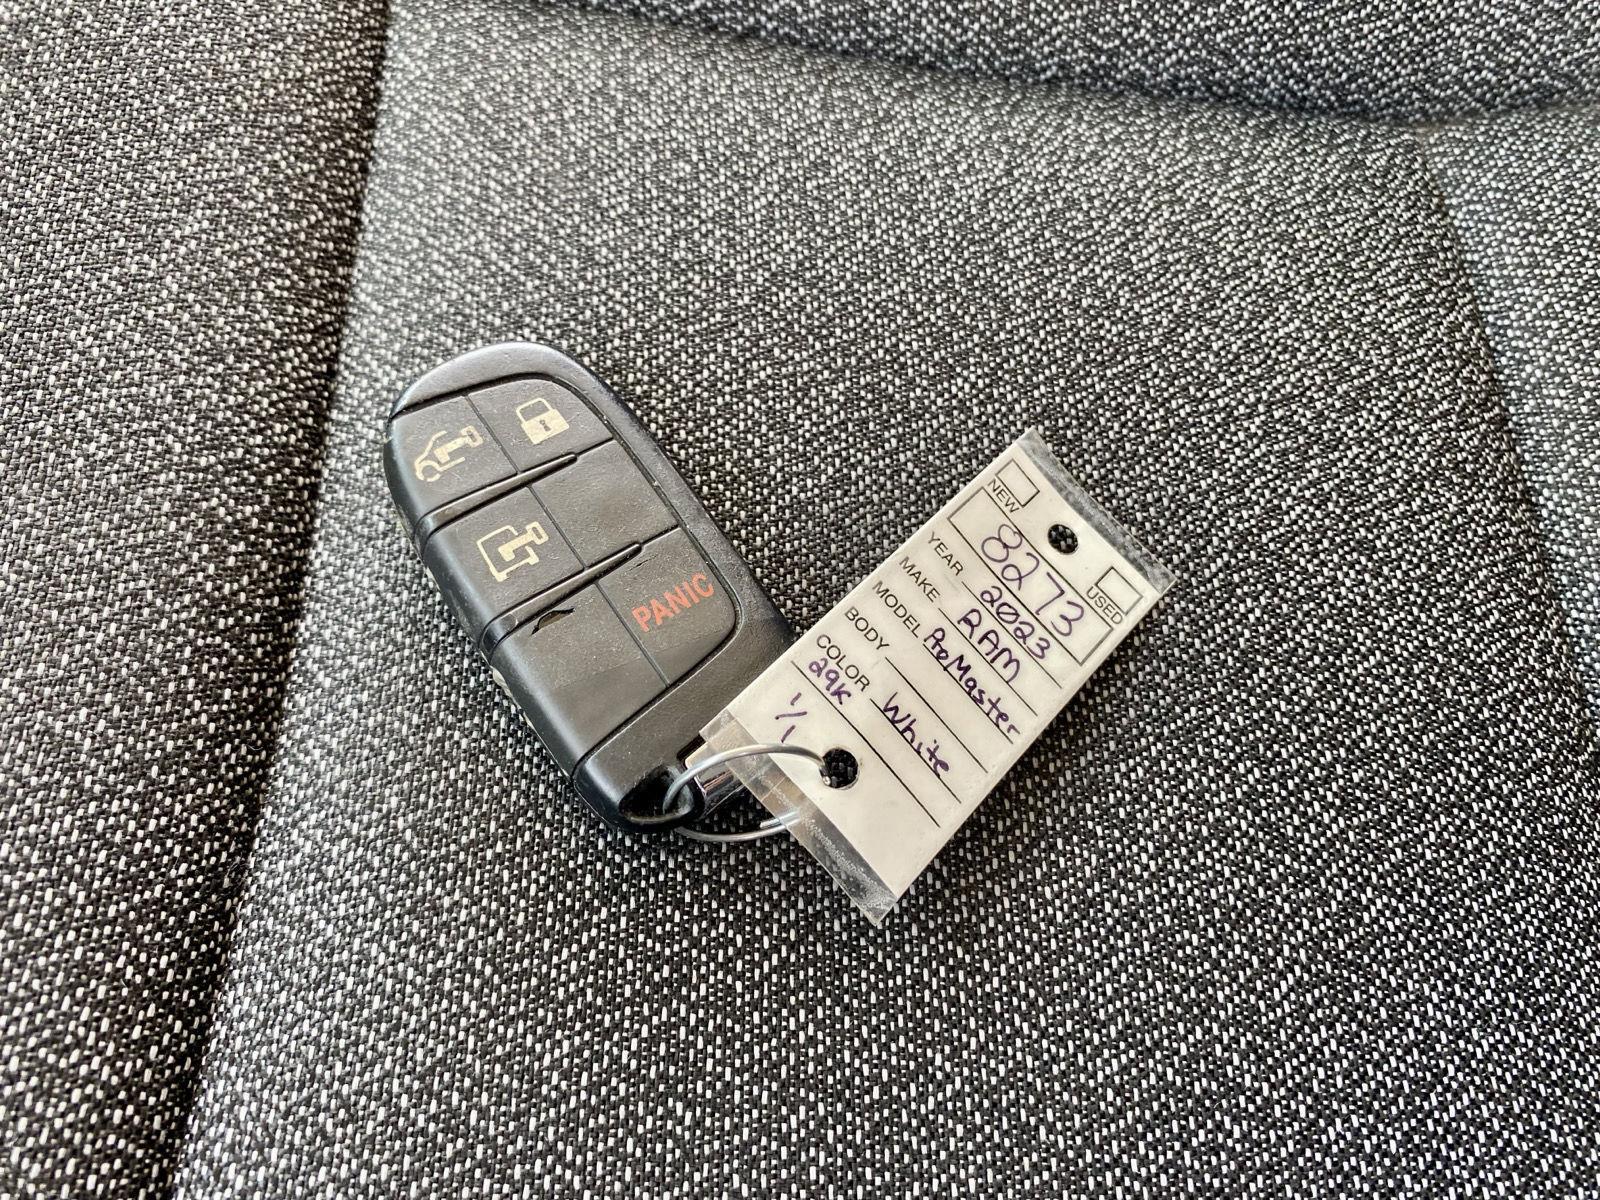 PANIC
NEW
USED
8273
YEAR 2023
MAKE RAM
MODEL ProMaster
BODY
COLOR White
29K
1/1